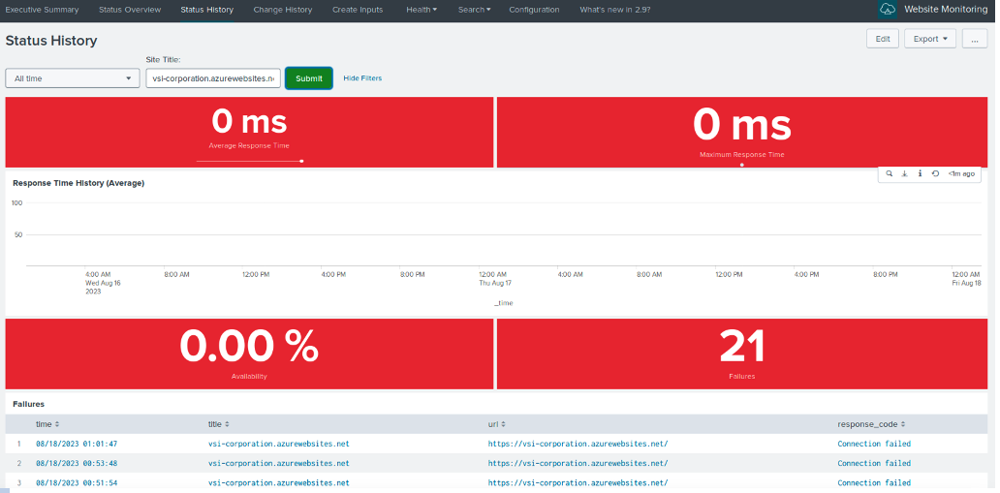 Executive Summary Status Overview Status History Change History Create Inputs Health Search Configuration What's new in 2.9? Website Monitoring
Status History
Edit Export ...
Site Title:
All time vsi-corporation.azurewebsites.n Submit Hide Filters
0 ms
Average Response Time
0 ms
Maximum Response Time
<1m ago
Response Time History (Average)
100
50
4:00 AM 8:00 AM 12:00 PM 4:00 PM 8:00 PM 12:00 AM 4:00 AM 8:00 AM 12:00 PM 4:00 PM 8:00 PM 12:00 AM
Wed Aug 16 Thu Aug 17 Fri Aug 18
2023
_time
0.00 %
Availability
21
Failures
Failures
time title url response_code
1 08/18/2023 01:01:47 vsi-corporation.azurewebsites.net https://vsi-corporation.azurewebsites.net/ Connection failed
2 08/18/2023 00:53:48 vsi-corporation.azurewebsites.net https://vsi-corporation.azurewebsites.net/ Connection failed
3 08/18/2023 00:51:54 vsi-corporation.azurewebsites.net https://vsi-corporation.azurewebsites.net/ Connection failed